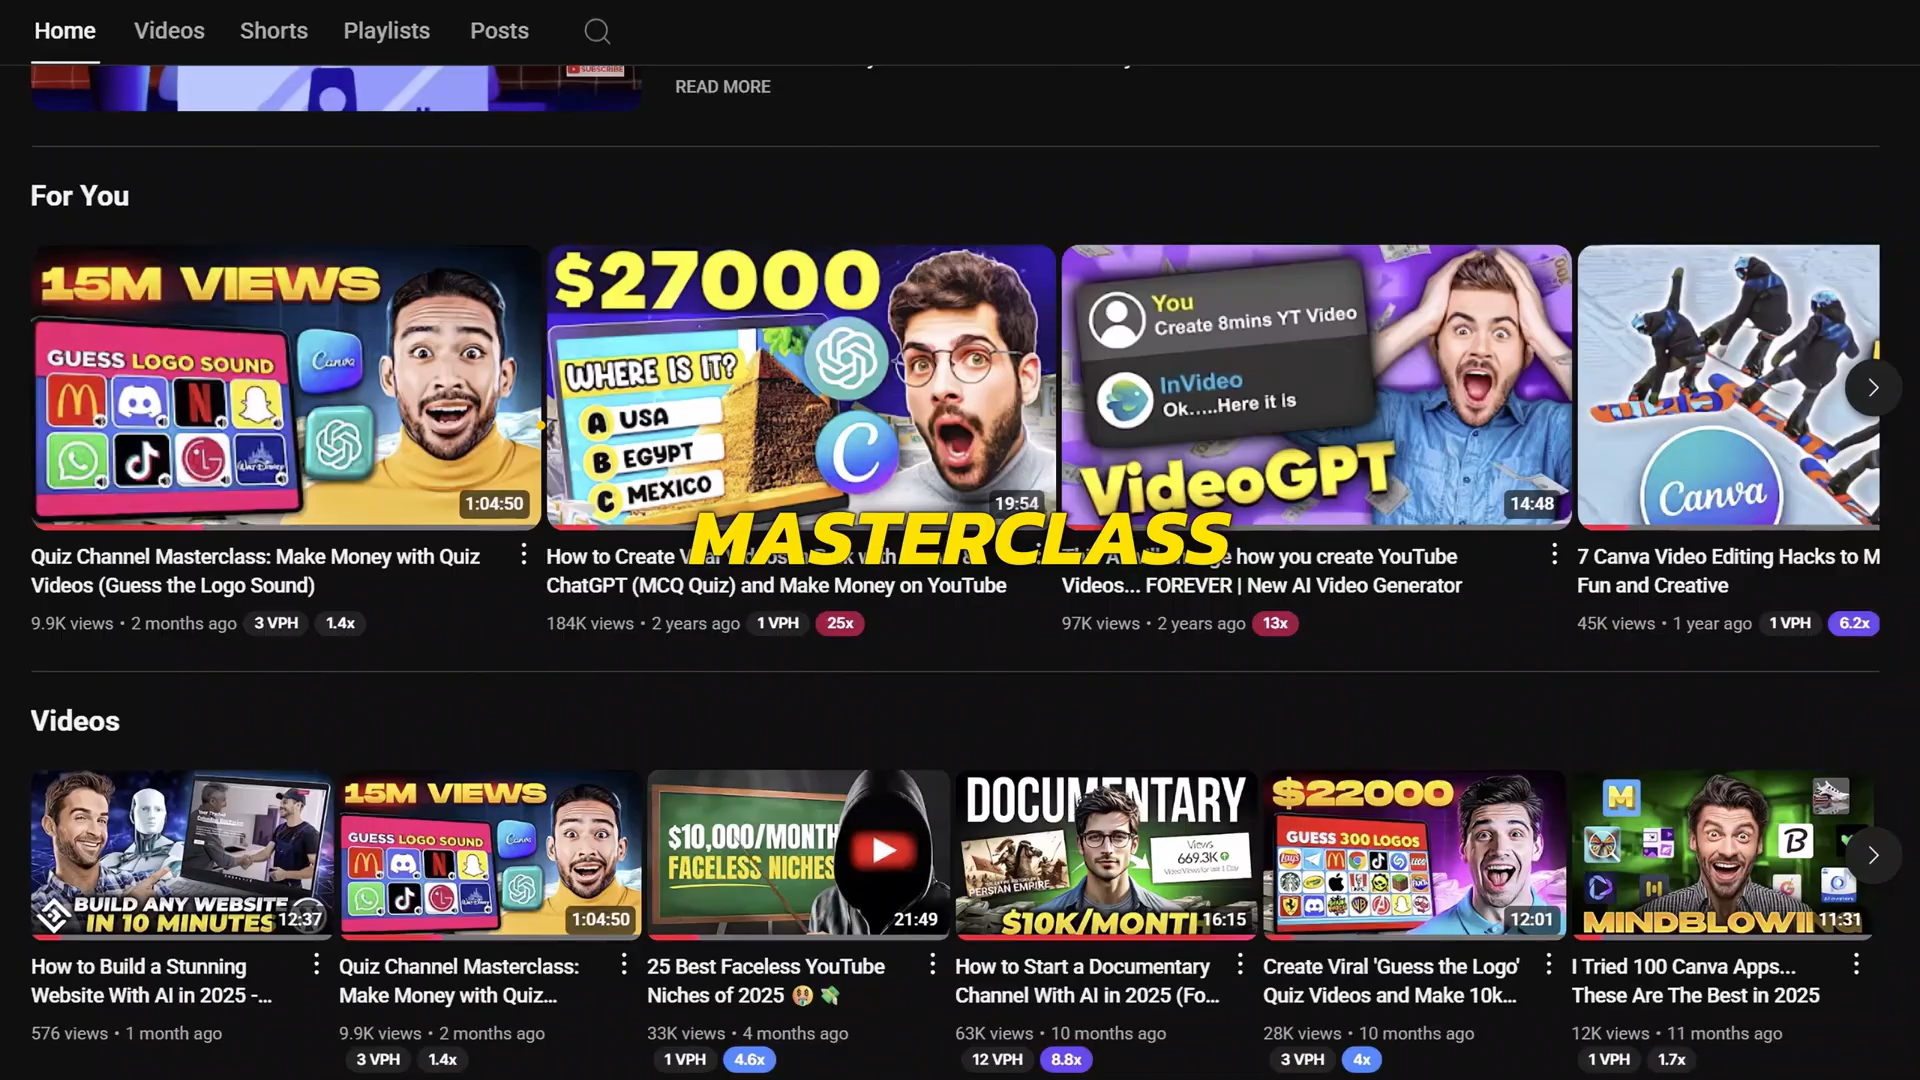 Home
Videos
Shorts
Playlists
Posts
SUBSCRIBE
READ MORE
For You
15M VIEWS
GUESS LOGO SOUND
Canva
WALT DISNEY
1:04:50
$27000
WHERE IS IT?
A USA
B EGYPT
C MEXICO
C
19:54
You
Create 8mins YT Video
InVideo
Ok.....Here it is
VideoGPT
14:48
Canva
MASTERCLASS
Quiz Channel Masterclass: Make Money with Quiz
Videos (Guess the Logo Sound)
9.9K views • 2 months ago 3 VPH 1.4x
How to Create
ChatGPT (MCQ Quiz) and Make Money on YouTube
184K views • 2 years ago 1 VPH 25x
how you create YouTube
Videos... FOREVER | New AI Video Generator
97K views • 2 years ago 13x
7 Canva Video Editing Hacks to M
Fun and Creative
45K views • 1 year ago 1 VPH 6.2x
Videos
BUILD ANY WEBSITE
IN 10 MINUTES
12:37
15M VIEWS
GUESS LOGO SOUND
Canva
1:04:50
$10,000/MONTH
FACELESS NICHES
21:49
DOCUMENTARY
PERSIAN EMPIRE
Views
669.3K
$10K/MONTH
16:15
$22000
GUESS 300 LOGOS
12:01
MINDBLOWIN
11:31
How to Build a Stunning
Website With AI in 2025 -...
576 views • 1 month ago
Quiz Channel Masterclass:
Make Money with Quiz...
9.9K views • 2 months ago
3 VPH 1.4x
25 Best Faceless YouTube
Niches of 2025 🤑 💸
33K views • 4 months ago
1 VPH 4.6x
How to Start a Documentary
Channel With AI in 2025 (Fo...
63K views • 10 months ago
12 VPH 8.8x
Create Viral 'Guess the Logo'
Quiz Videos and Make 10k...
28K views • 10 months ago
3 VPH 4x
I Tried 100 Canva Apps...
These Are The Best in 2025
12K views • 11 months ago
1 VPH 1.7x